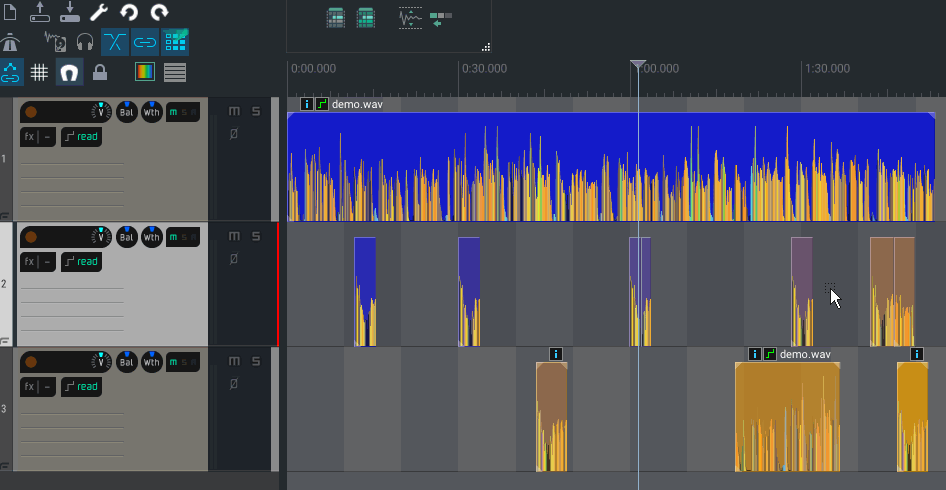 0:00.000 0:30.000 1:00.000 1:30.000
i demo.wav
V Bal Wth m s n
M S
fx read
Ø
1
V Bal Wth m s n
M S
fx read
Ø
2
i i demo.wav i
V Bal Wth m s n
M S
fx read
Ø
3